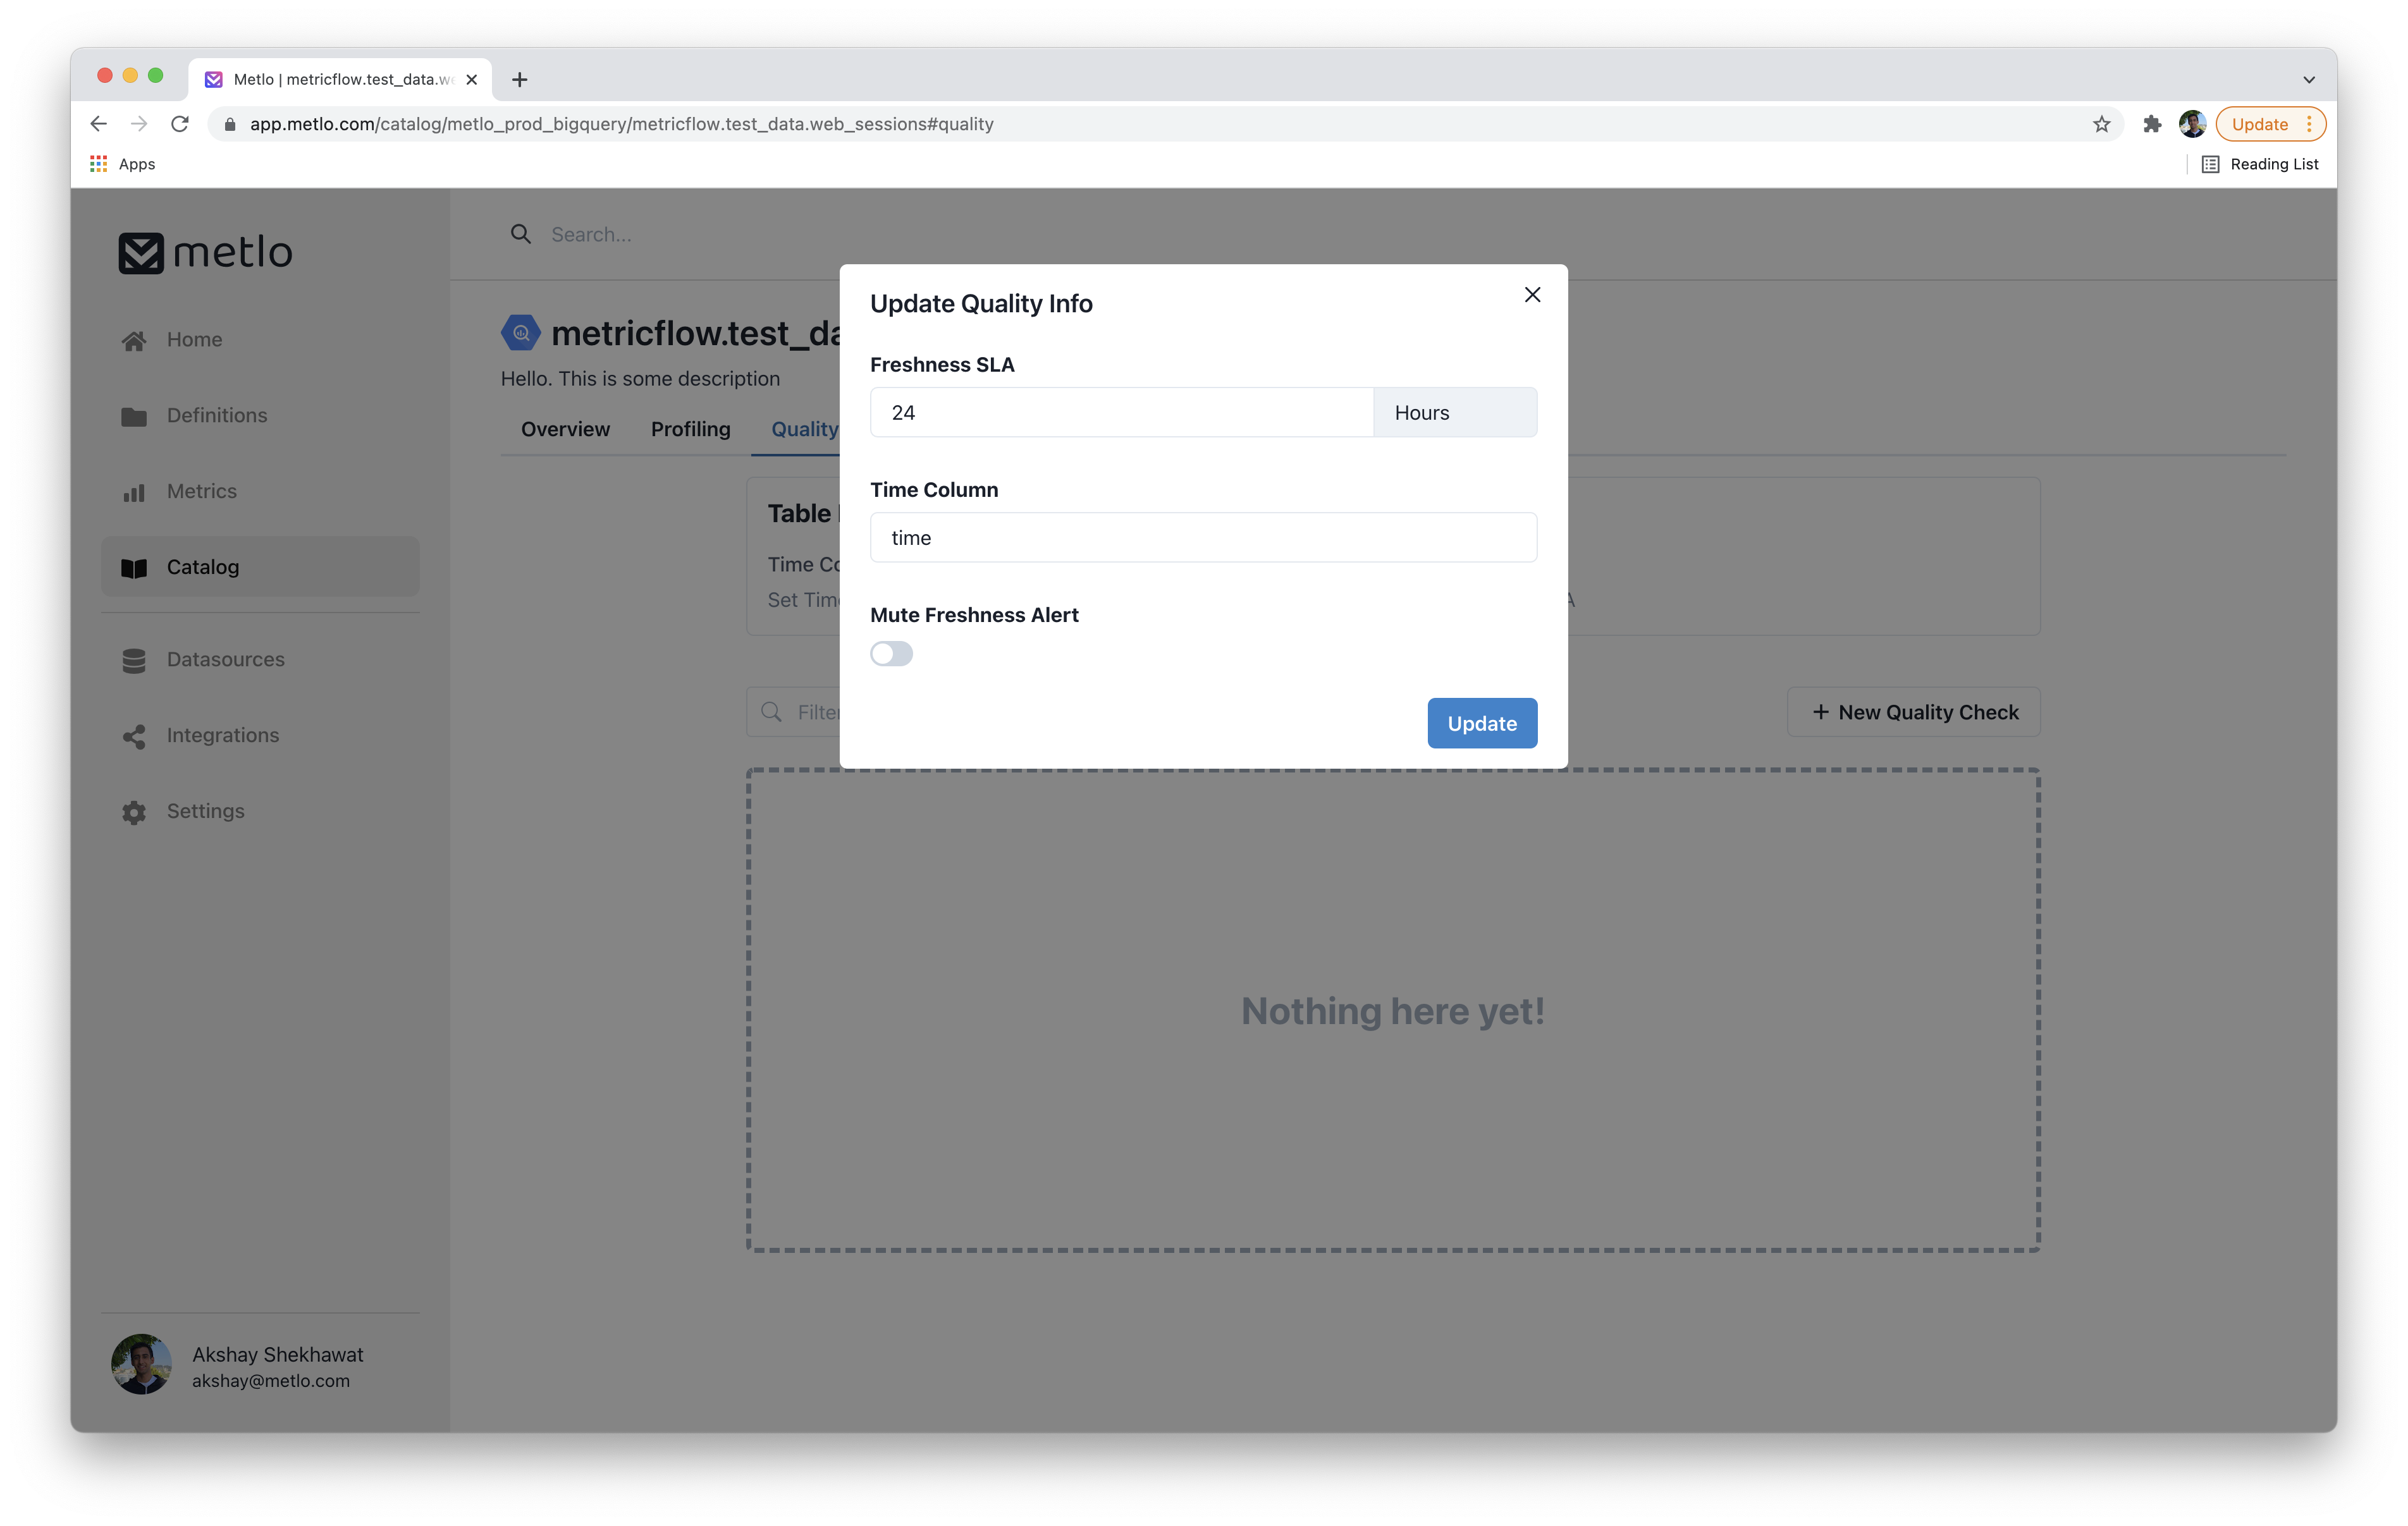 Metlo | metricflow.test_data.we
app.metlo.com/catalog/metlo_prod_bigquery/metricflow.test_data.web_sessions#quality
Update
Apps
Reading List
metlo
Search...
Home
Definitions
Metrics
Catalog
Datasources
Integrations
Settings
Akshay Shekhawat
akshay@metlo.com
metricflow.test_da
Hello. This is some description
Overview
Profiling
Quality
Table
Time Co
Set Tim
A
Filter
+ New Quality Check
Nothing here yet!
Update Quality Info
Freshness SLA
24
Hours
Time Column
time
Mute Freshness Alert
Update